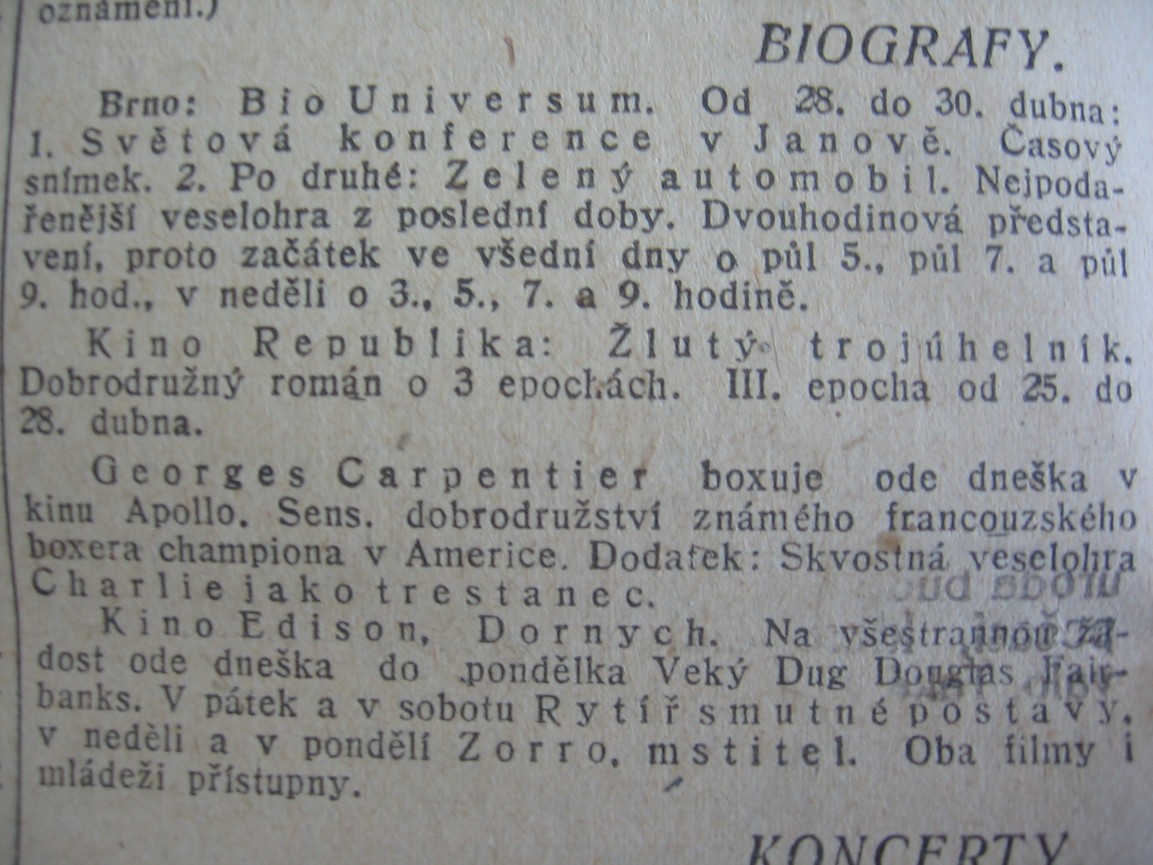 oznámení.)
BIOGRAFY.
Brno: Bio Universum. Od 28. do 30. dubna:
1. Světová konference v Janově. Časový
snímek. 2. Po druhé: Zelený automobil. Nejpoda-
řenější veselohra z poslední doby. Dvouhodinová předsta-
vení, proto začátek ve všední dny o půl 5., půl 7. a půl
9. hod., v neděli o 3., 5., 7. a 9. hodině.
Kino Republika: Žlutý trojúhelník.
Dobrodružný román o 3 epochách. III. epocha od 25. do
28. dubna.
Georges Carpentier boxuje ode dneška v
kinu Apollo. Sens. dobrodružství známého francouzského
boxera championa v Americe. Dodatek: Skvostná veselohra
Charlie jako trestanec.
Kino Edison, Dornych. Na všestrannou žá-
dost ode dneška do pondělka Veký Dug Douglas Fair-
banks. V pátek a v sobotu Rytíř smutné postavy,
v neděli a v pondělí Zorro, mstitel. Oba filmy i
mládeži přístupny.
KONCERTY